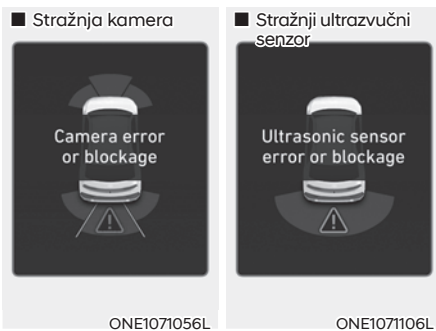 ■ Stražnja kamera
Camera error
or blockage
ONE1071056L
■ Stražnji ultrazvučni
senzor
Ultrasonic sensor
error or blockage
ONE1071106L